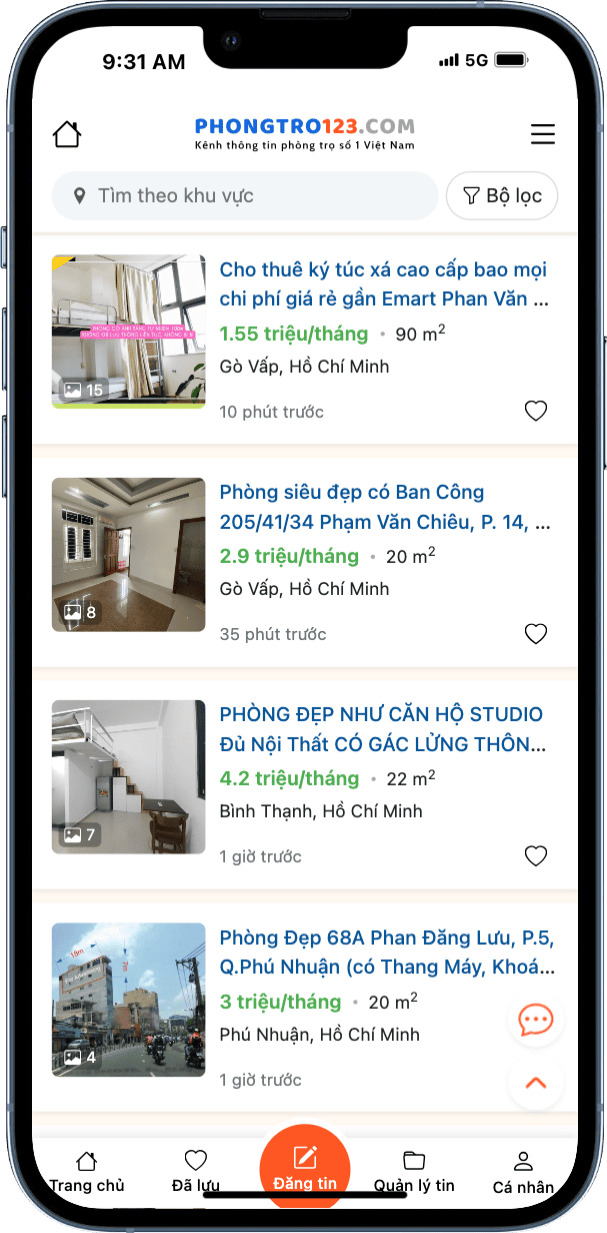 9:31 AM
5G
PHONGTRO123.COM
Kênh thông tin phòng trọ số 1 Việt Nam
Tìm theo khu vực
Bộ lọc
Cho thuê ký túc xá cao cấp bao mọi
chi phí giá rẻ gần Emart Phan Văn ...
1.55 triệu/tháng • 90 m²
Gò Vấp, Hồ Chí Minh
15
10 phút trước
Phòng siêu đẹp có Ban Công
205/41/34 Phạm Văn Chiêu, P. 14, ...
2.9 triệu/tháng • 20 m²
Gò Vấp, Hồ Chí Minh
8
35 phút trước
PHÒNG ĐẸP NHƯ CĂN HỘ STUDIO
Đủ Nội Thất CÓ GÁC LỬNG THÔN...
4.2 triệu/tháng • 22 m²
Bình Thạnh, Hồ Chí Minh
7
1 giờ trước
Phòng Đẹp 68A Phan Đăng Lưu, P.5,
Q.Phú Nhuận (có Thang Máy, Khoá...
3 triệu/tháng • 20 m²
Phú Nhuận, Hồ Chí Minh
4
1 giờ trước
Trang chủ
Đã lưu
Đăng tin
Quản lý tin
Cá nhân